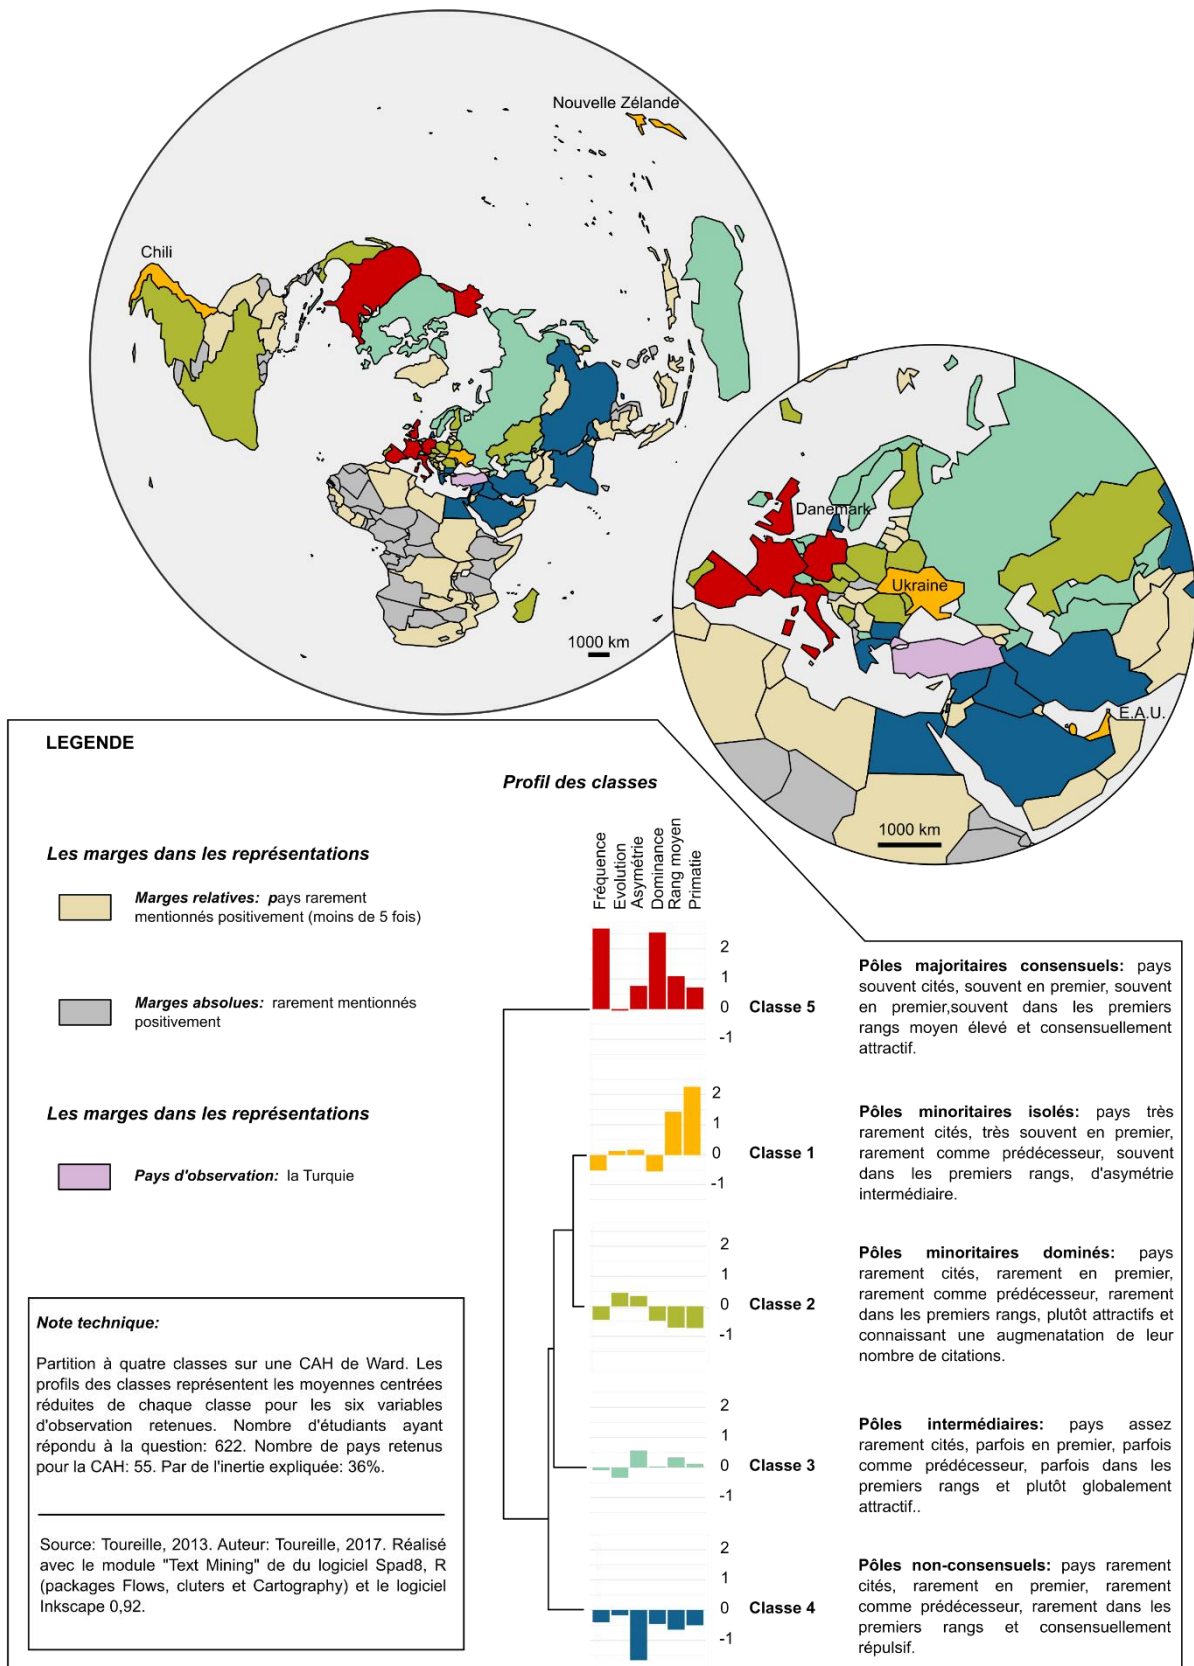 Nouvelle Zélande
Chili
1000 km
Danemark
Ukraine
E.A.U.
1000 km
LEGENDE
Profil des classes
Les marges dans les représentations
Marges relatives: pays rarement
mentionnés positivement (moins de 5 fois)
Marges absolues: rarement mentionnés
positivement
Les marges dans les représentations
Pays d'observation: la Turquie
Note technique:
Partition à quatre classes sur une CAH de Ward. Les
profils des classes représentent les moyennes centrées
réduites de chaque classe pour les six variables
d'observation retenues. Nombre d'étudiants ayant
répondu à la question: 622. Nombre de pays retenus
pour la CAH: 55. Par de l'inertie expliquée: 36%.
Source: Toureille, 2013. Auteur: Toureille, 2017. Réalisé
avec le module "Text Mining" de du logiciel Spad8, R
(packages Flows, cluters et Cartography) et le logiciel
Inkscape 0,92.
Fréquence
Evolution
Asymétrie
Dominance
Rang moyen
Primatie
2
1
0
-1
Classe 5
Pôles majoritaires consensuels: pays
souvent cités, souvent en premier, souvent
en premier,souvent dans les premiers
rangs moyen élevé et consensuellement
attractif.
2
1
0
-1
Classe 1
Pôles minoritaires isolés: pays très
rarement cités, très souvent en premier,
rarement comme prédécesseur, souvent
dans les premiers rangs, d'asymétrie
intermédiaire.
2
1
0
-1
Classe 2
Pôles minoritaires dominés: pays
rarement cités, rarement en premier,
rarement comme prédécesseur, rarement
dans les premiers rangs, plutôt attractifs et
connaissant une augmenatation de leur
nombre de citations.
2
1
0
-1
Classe 3
Pôles intermédiaires: pays assez
rarement cités, parfois en premier, parfois
comme prédécesseur, parfois dans les
premiers rangs et plutôt globalement
attractif..
2
1
0
-1
Classe 4
Pôles non-consensuels: pays rarement
cités, rarement en premier, rarement
comme prédécesseur, rarement dans les
premiers rangs et consensuellement
répulsif.